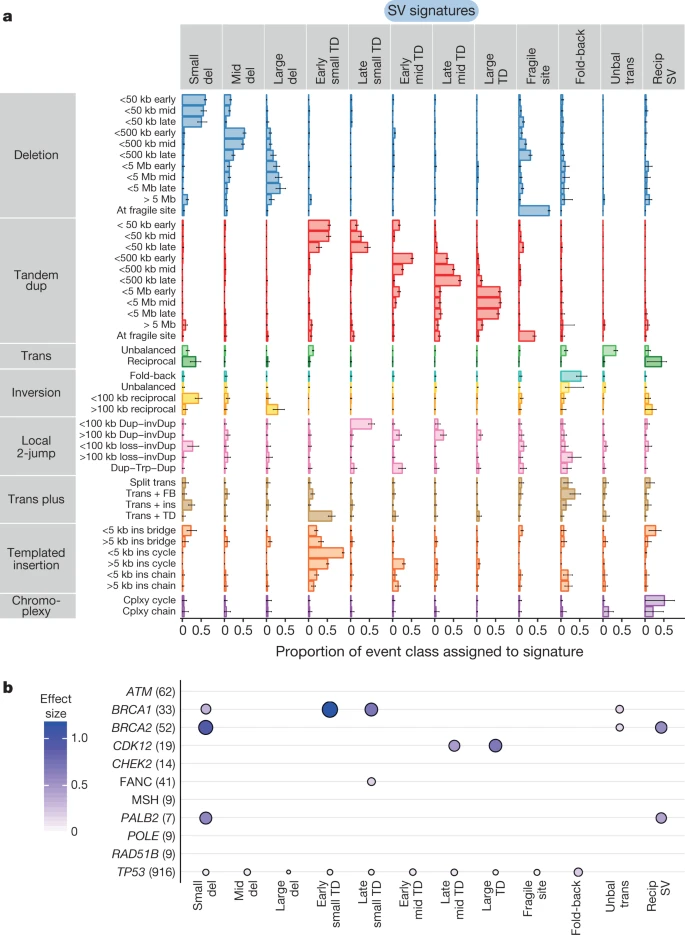 a
SV signatures
Small del
Mid del
Large del
Early small TD
Late small TD
Early mid TD
Late mid TD
Large TD
Fragile site
Fold-back
Unbal trans
Recip SV
Deletion
<50 kb early
<50 kb mid
<50 kb late
<500 kb early
<500 kb mid
<500 kb late
<5 Mb early
<5 Mb mid
<5 Mb late
> 5 Mb
At fragile site
Tandem dup
< 50 kb early
<50 kb mid
<50 kb late
<500 kb early
<500 kb mid
<500 kb late
<5 Mb early
<5 Mb mid
<5 Mb late
> 5 Mb
At fragile site
Trans
Unbalanced
Reciprocal
Inversion
Fold-back
Unbalanced
<100 kb reciprocal
>100 kb reciprocal
Local 2-jump
<100 kb Dup–invDup
>100 kb Dup–invDup
<100 kb loss–invDup
>100 kb loss–invDup
Dup–Trp–Dup
Trans plus
Split trans
Trans + FB
Trans + ins
Trans + TD
Templated insertion
<5 kb ins bridge
>5 kb ins bridge
<5 kb ins cycle
>5 kb ins cycle
<5 kb ins chain
>5 kb ins chain
Chromo-
plexy
Cplxy cycle
Cplxy chain
0 0.5 0 0.5 0 0.5 0 0.5 0 0.5 0 0.5 0 0.5 0 0.5 0 0.5 0 0.5 0 0.5 0 0.5
Proportion of event class assigned to signature
b
Effect size
1.0
0.5
0
ATM (62)
BRCA1 (33)
BRCA2 (52)
CDK12 (19)
CHEK2 (14)
FANC (41)
MSH (9)
PALB2 (7)
POLE (9)
RAD51B (9)
TP53 (916)
Small del
Mid del
Large del
Early small TD
Late small TD
Early mid TD
Late mid TD
Large TD
Fragile site
Fold-back
Unbal trans
Recip SV